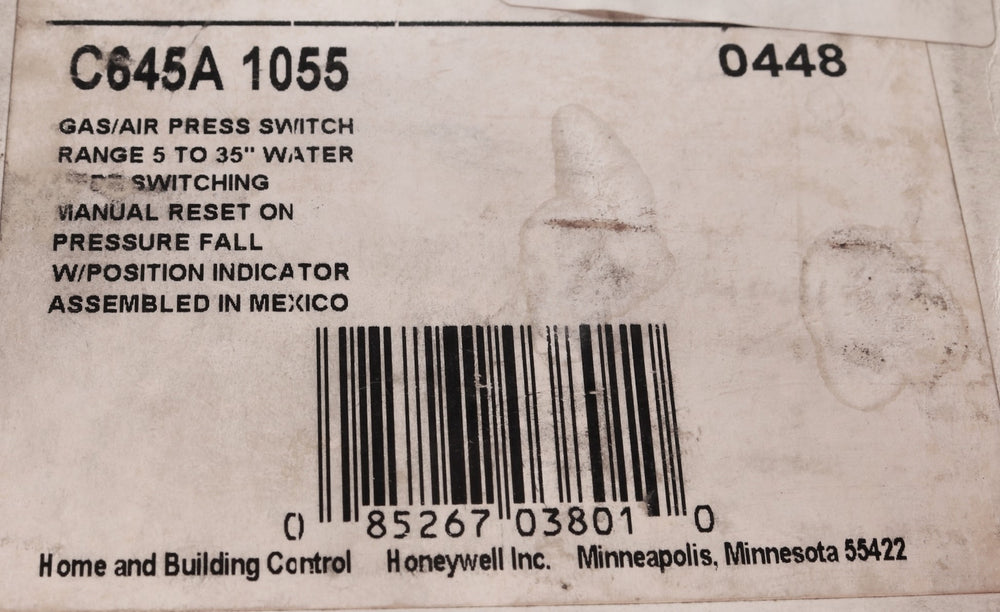 C645A 1055 0448
GAS/AIR PRESS SWITCH
RANGE 5 TO 35" WATER
SWITCHING
MANUAL RESET ON
PRESSURE FALL
W/POSITION INDICATOR
ASSEMBLED IN MEXICO
0 85267 03801 0
Home and Building Control Honeywell Inc. Minneapolis, Minnesota 55422